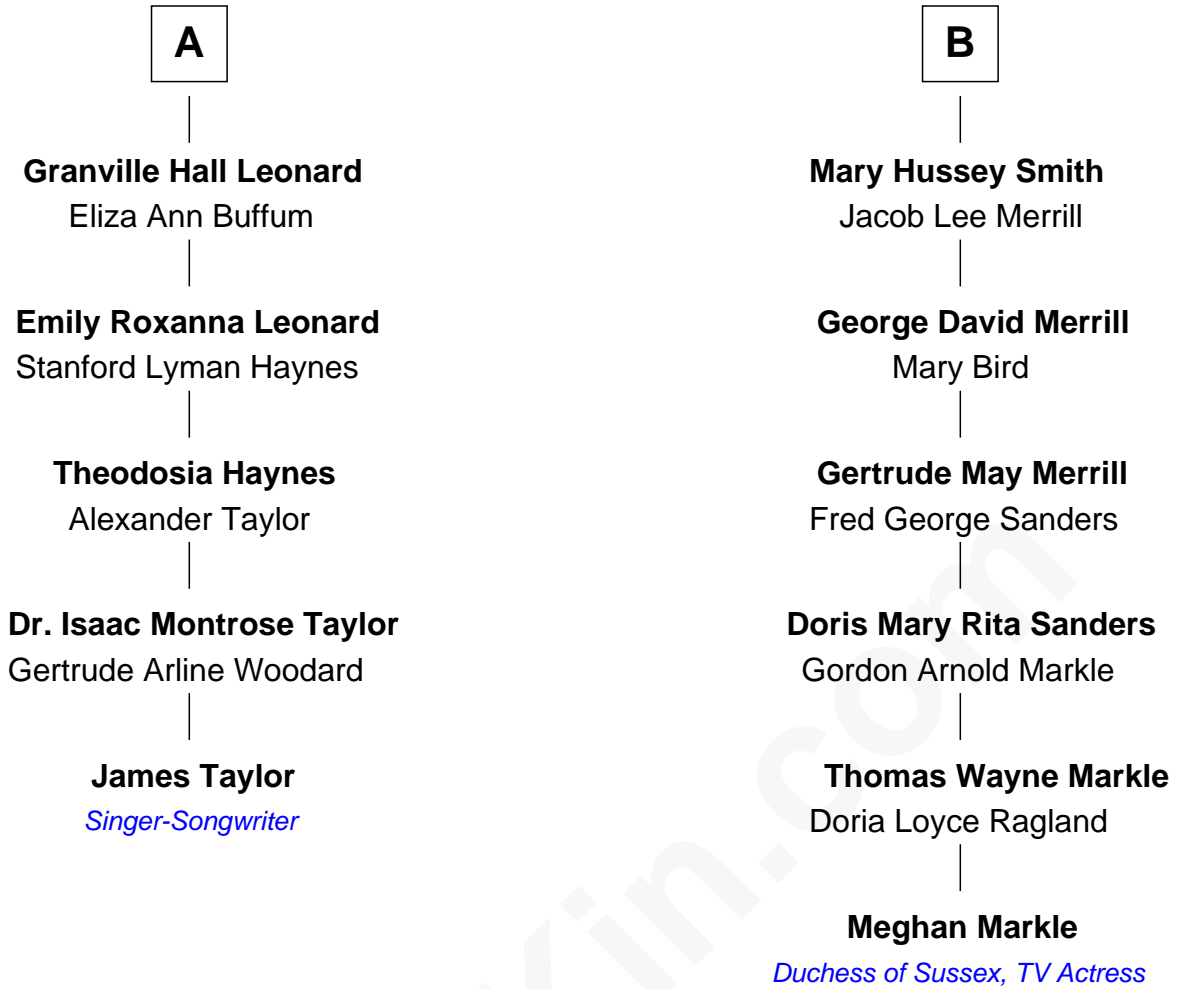 A
Granville Hall Leonard
Eliza Ann Buffum
Emily Roxanna Leonard
Stanford Lyman Haynes
Theodosia Haynes
Alexander Taylor
Dr. Isaac Montrose Taylor
Gertrude Arline Woodard
James Taylor
Singer-Songwriter
B
Mary Hussey Smith
Jacob Lee Merrill
George David Merrill
Mary Bird
Gertrude May Merrill
Fred George Sanders
Doris Mary Rita Sanders
Gordon Arnold Markle
Thomas Wayne Markle
Doria Loyce Ragland
Meghan Markle
Duchess of Sussex, TV Actress
Kin.com